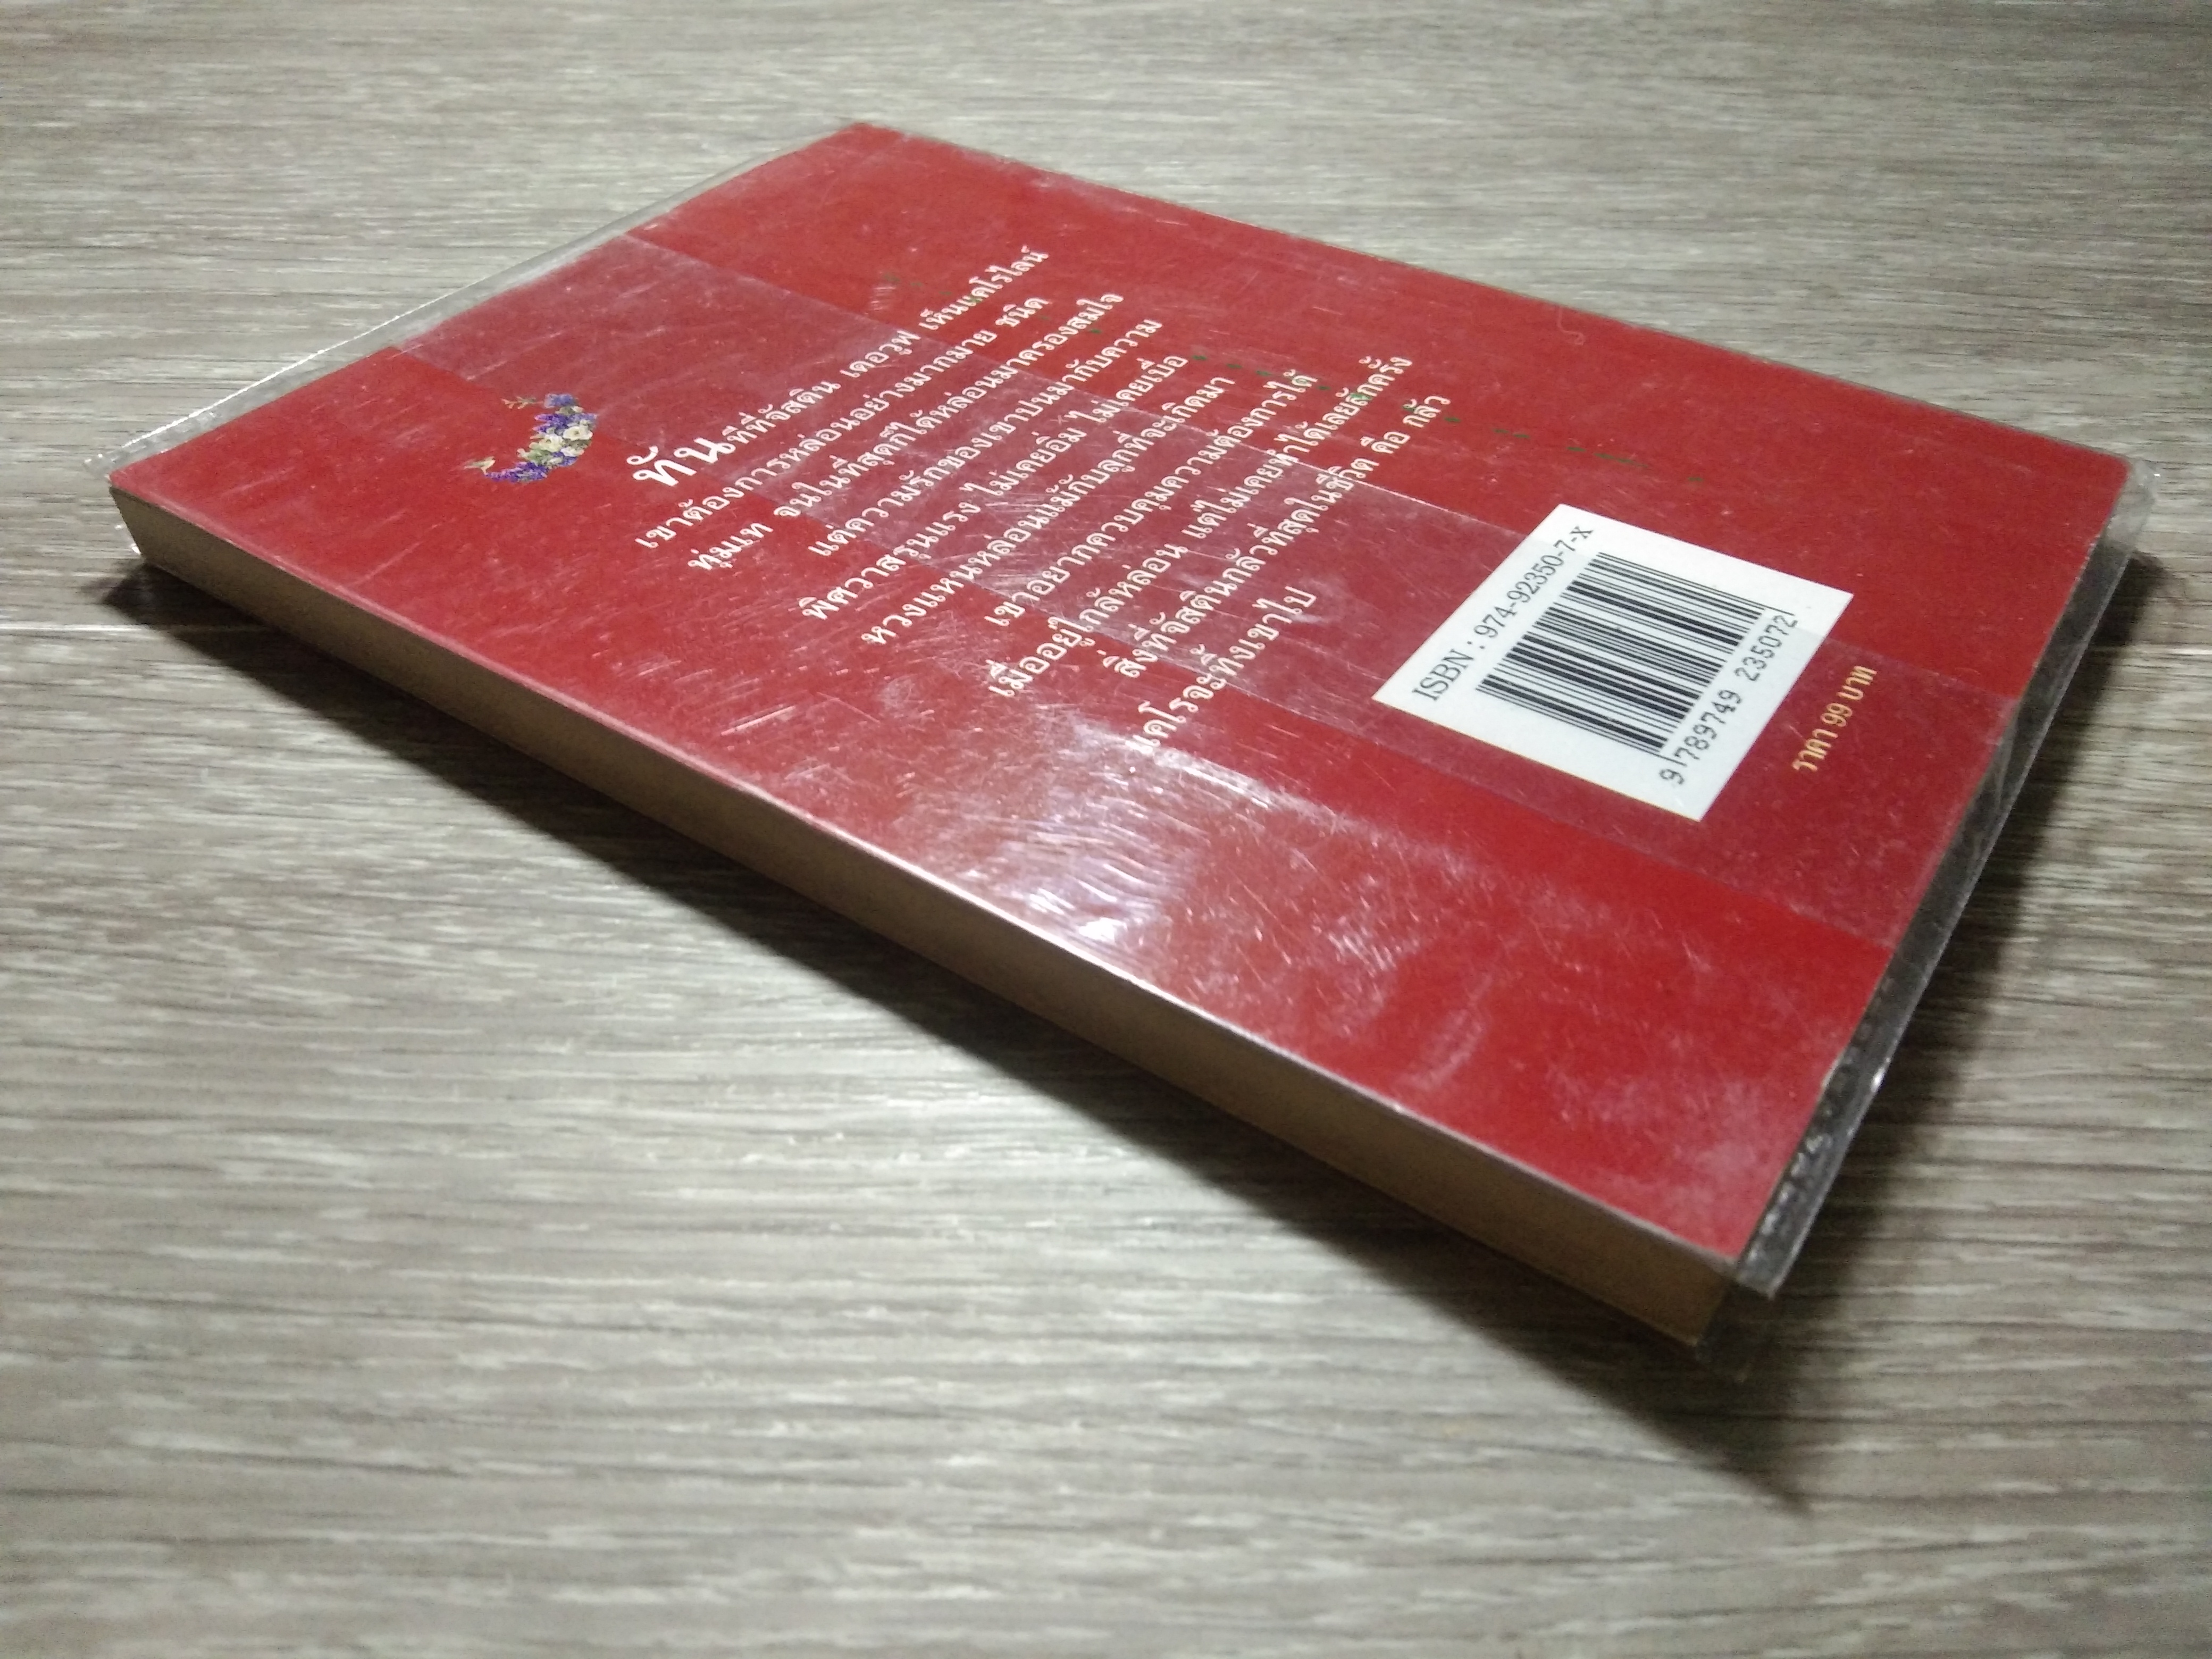 ทันทีที่จัสติน เดอวูฟ เห็นแคโรไลน์
เขาต้องการหล่อนอย่างมากมาย ชนิด
ทุ่มเท จนในที่สุดก็ได้หล่อนมาครองสมใจ
แต่ความรักของเขาปนมากับความ
พิศวาสรุนแรง ไม่เคยอิ่ม ไม่เคยเบื่อ
หวงแหนหล่อนแม้กับลูกที่จะเกิดมา
เขาอยากควบคุมความต้องการได้
เมื่ออยู่ใกล้หล่อน แต่ไม่เคยทำได้เลยสักครั้ง
สิ่งที่จัสตินกลัวที่สุดในชีวิต คือ กลัว
แคโรจะทิ้งเขาไป
ISBN : 974-92350-7-X
9 789749 235072
ราคา 99 บาท